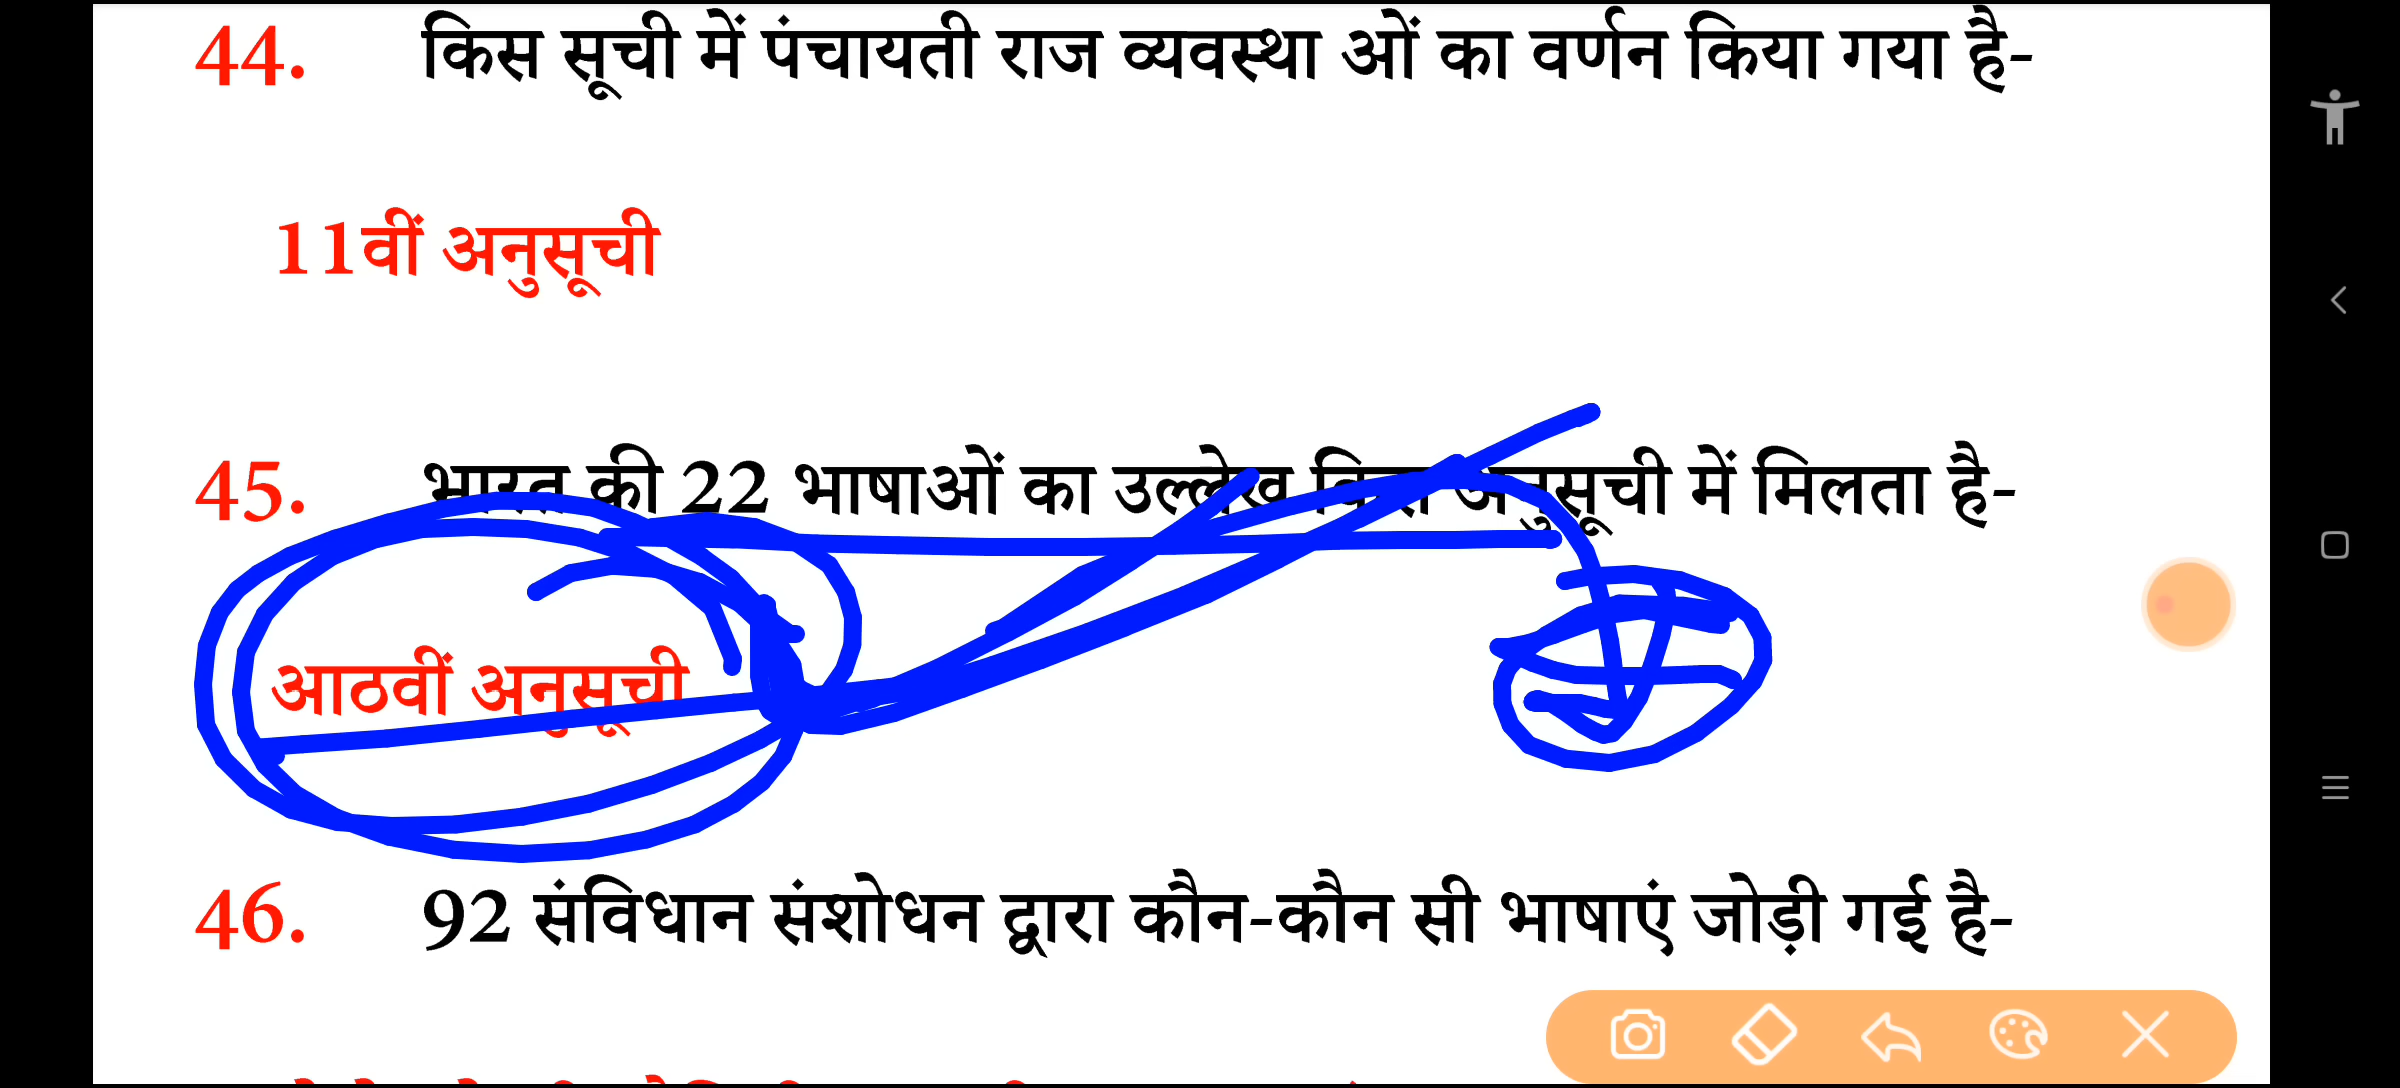 44. किस सूची में पंचायती राज व्यवस्था ओं का वर्णन किया गया है-
11वीं अनुसूची
45. भारत की 22 भाषाओं का उल्लेख किस अनुसूची में मिलता है-
आठवीं अनुसूची
46. 92 संविधान संशोधन द्वारा कौन-कौन सी भाषाएं जोड़ी गई है-